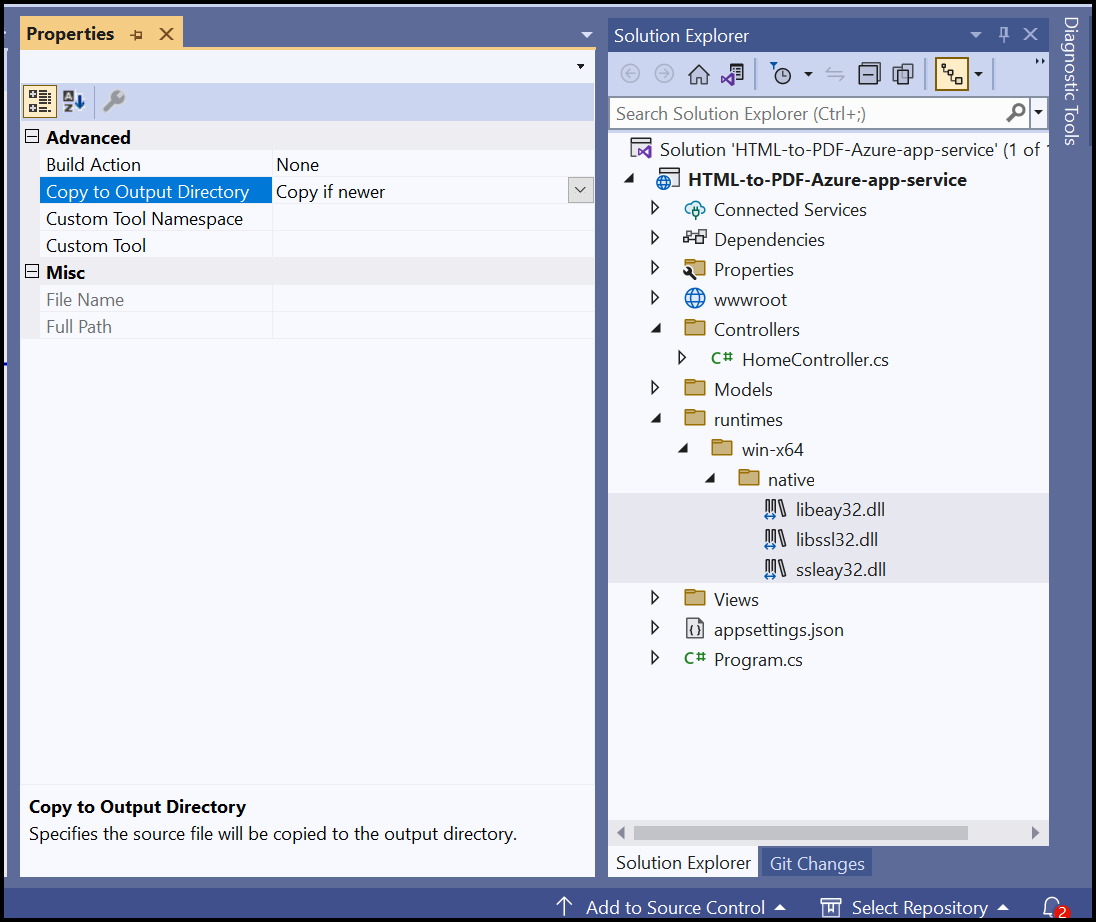 Properties
Advanced
Build Action None
Copy to Output Directory Copy if newer
Custom Tool Namespace
Custom Tool
Misc
File Name
Full Path
Copy to Output Directory
Specifies the source file will be copied to the output directory.
Solution Explorer
Search Solution Explorer (Ctrl+;)
Solution 'HTML-to-PDF-Azure-app-service' (1 of
HTML-to-PDF-Azure-app-service
Connected Services
Dependencies
Properties
wwwroot
Controllers
C# HomeController.cs
Models
runtimes
win-x64
native
libeay32.dll
libssl32.dll
ssleay32.dll
Views
appsettings.json
C# Program.cs
Solution Explorer Git Changes
Diagnostic Tools
Add to Source Control Select Repository 2